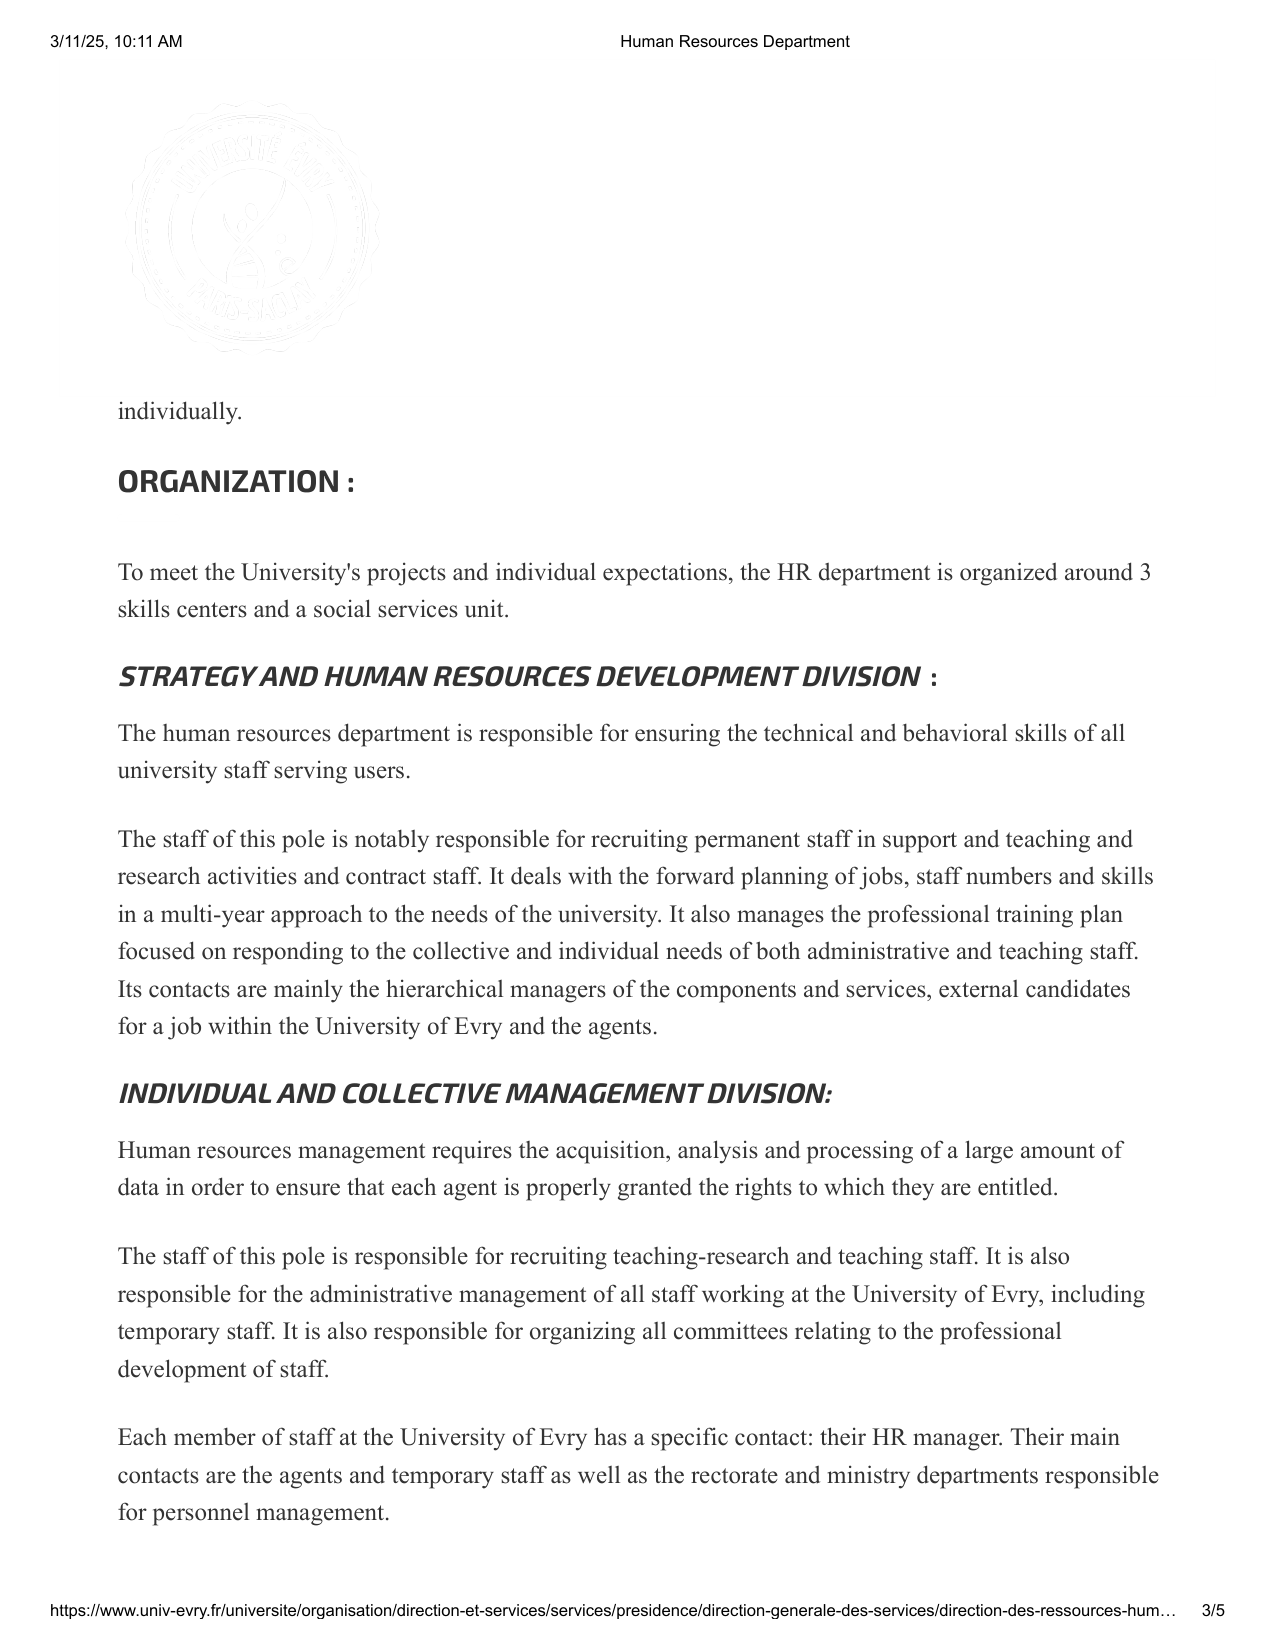 3/11/25, 10:11 AM Human Resources Department
UNIVERSITE EVRY
PARIS-SACLAY
individually.
ORGANIZATION :
To meet the University's projects and individual expectations, the HR department is organized around 3
skills centers and a social services unit.
STRATEGY AND HUMAN RESOURCES DEVELOPMENT DIVISION :
The human resources department is responsible for ensuring the technical and behavioral skills of all
university staff serving users.
The staff of this pole is notably responsible for recruiting permanent staff in support and teaching and
research activities and contract staff. It deals with the forward planning of jobs, staff numbers and skills
in a multi-year approach to the needs of the university. It also manages the professional training plan
focused on responding to the collective and individual needs of both administrative and teaching staff.
Its contacts are mainly the hierarchical managers of the components and services, external candidates
for a job within the University of Evry and the agents.
INDIVIDUAL AND COLLECTIVE MANAGEMENT DIVISION:
Human resources management requires the acquisition, analysis and processing of a large amount of
data in order to ensure that each agent is properly granted the rights to which they are entitled.
The staff of this pole is responsible for recruiting teaching-research and teaching staff. It is also
responsible for the administrative management of all staff working at the University of Evry, including
temporary staff. It is also responsible for organizing all committees relating to the professional
development of staff.
Each member of staff at the University of Evry has a specific contact: their HR manager. Their main
contacts are the agents and temporary staff as well as the rectorate and ministry departments responsible
for personnel management.
https://www.univ-evry.fr/universite/organisation/direction-et-services/services/presidence/direction-generale-des-services/direction-des-ressources-hum… 3/5